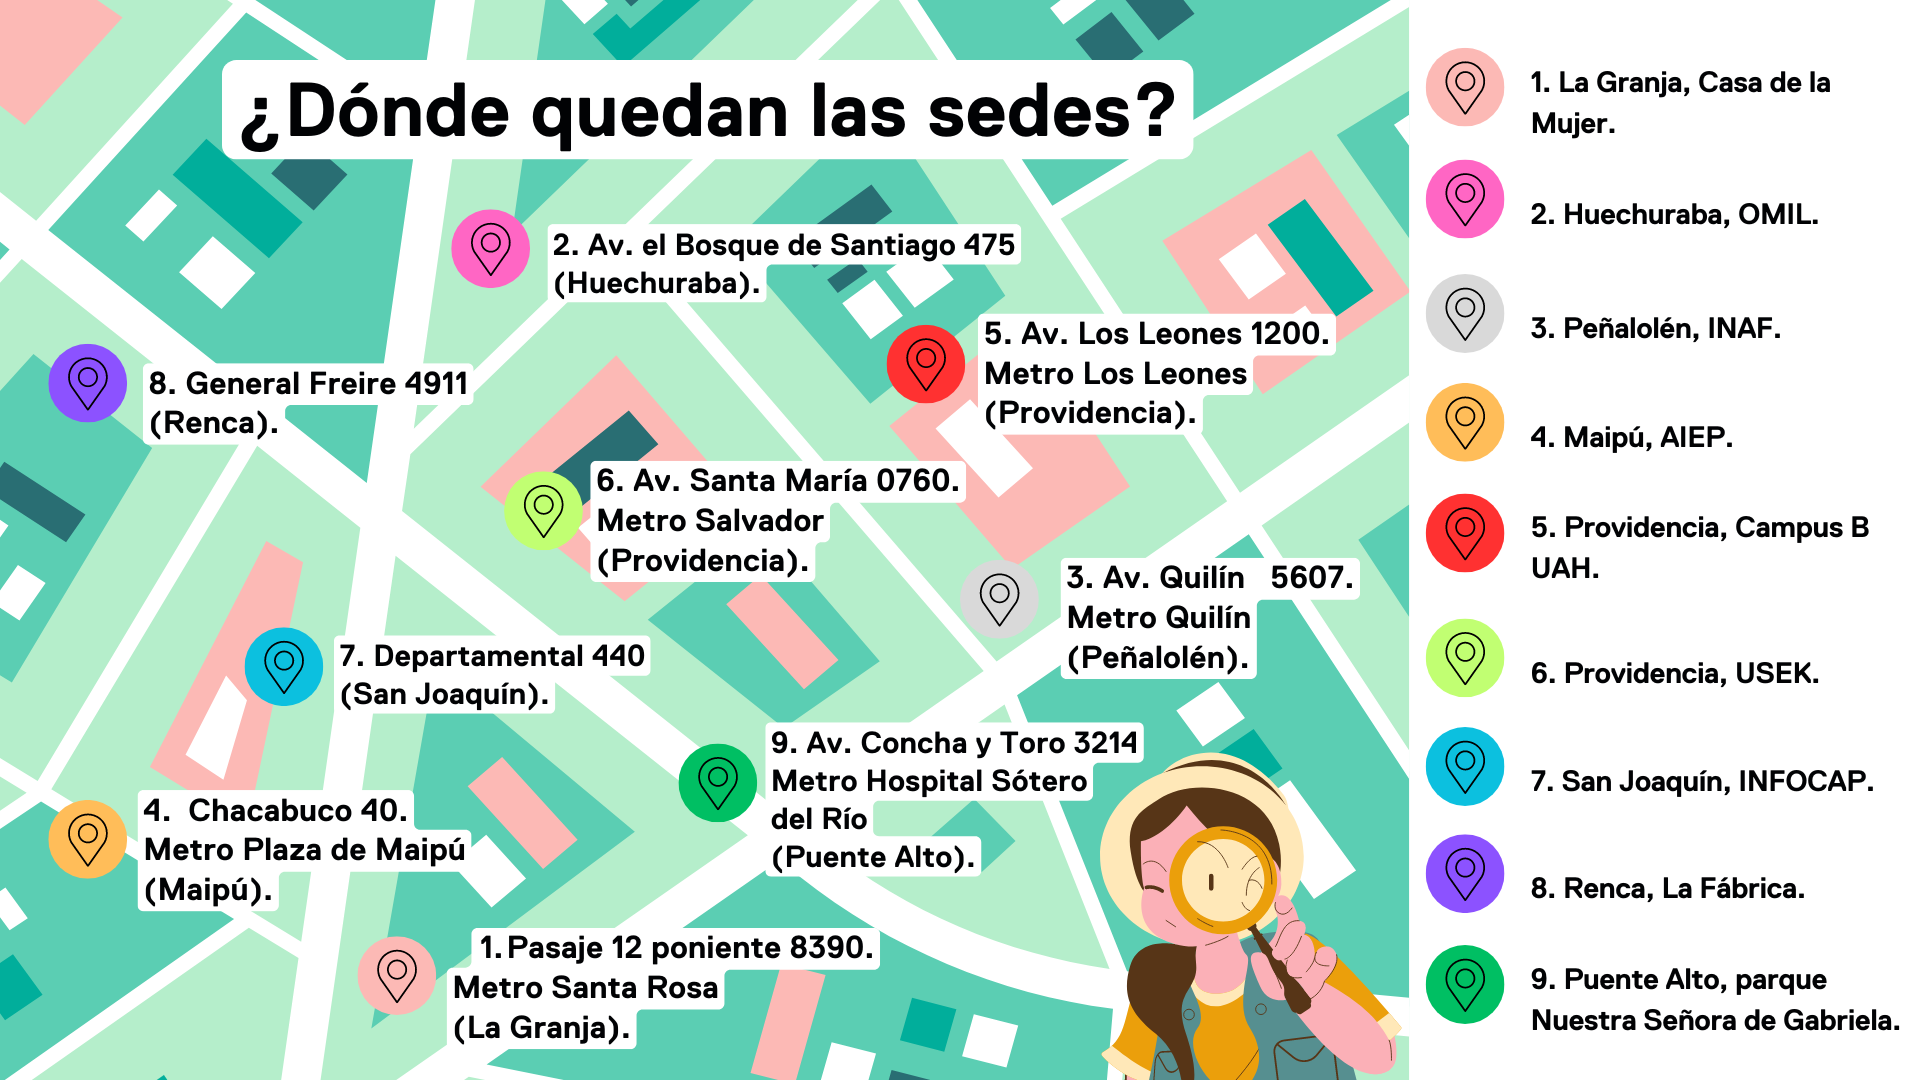 ¿Dónde quedan las sedes?
2. Av. el Bosque de Santiago 475
(Huechuraba).
5. Av. Los Leones 1200.
Metro Los Leones
(Providencia).
8. General Freire 4911
(Renca).
6. Av. Santa María 0760.
Metro Salvador
(Providencia).
3. Av. Quilín 5607.
Metro Quilín
(Peñalolén).
7. Departamental 440
(San Joaquín).
9. Av. Concha y Toro 3214
Metro Hospital Sótero
del Río
(Puente Alto).
4. Chacabuco 40.
Metro Plaza de Maipú
(Maipú).
1. Pasaje 12 poniente 8390.
Metro Santa Rosa
(La Granja).
1. La Granja, Casa de la
Mujer.
2. Huechuraba, OMIL.
3. Peñalolén, INAF.
4. Maipú, AIEP.
5. Providencia, Campus B
UAH.
6. Providencia, USEK.
7. San Joaquín, INFOCAP.
8. Renca, La Fábrica.
9. Puente Alto, parque
Nuestra Señora de Gabriela.